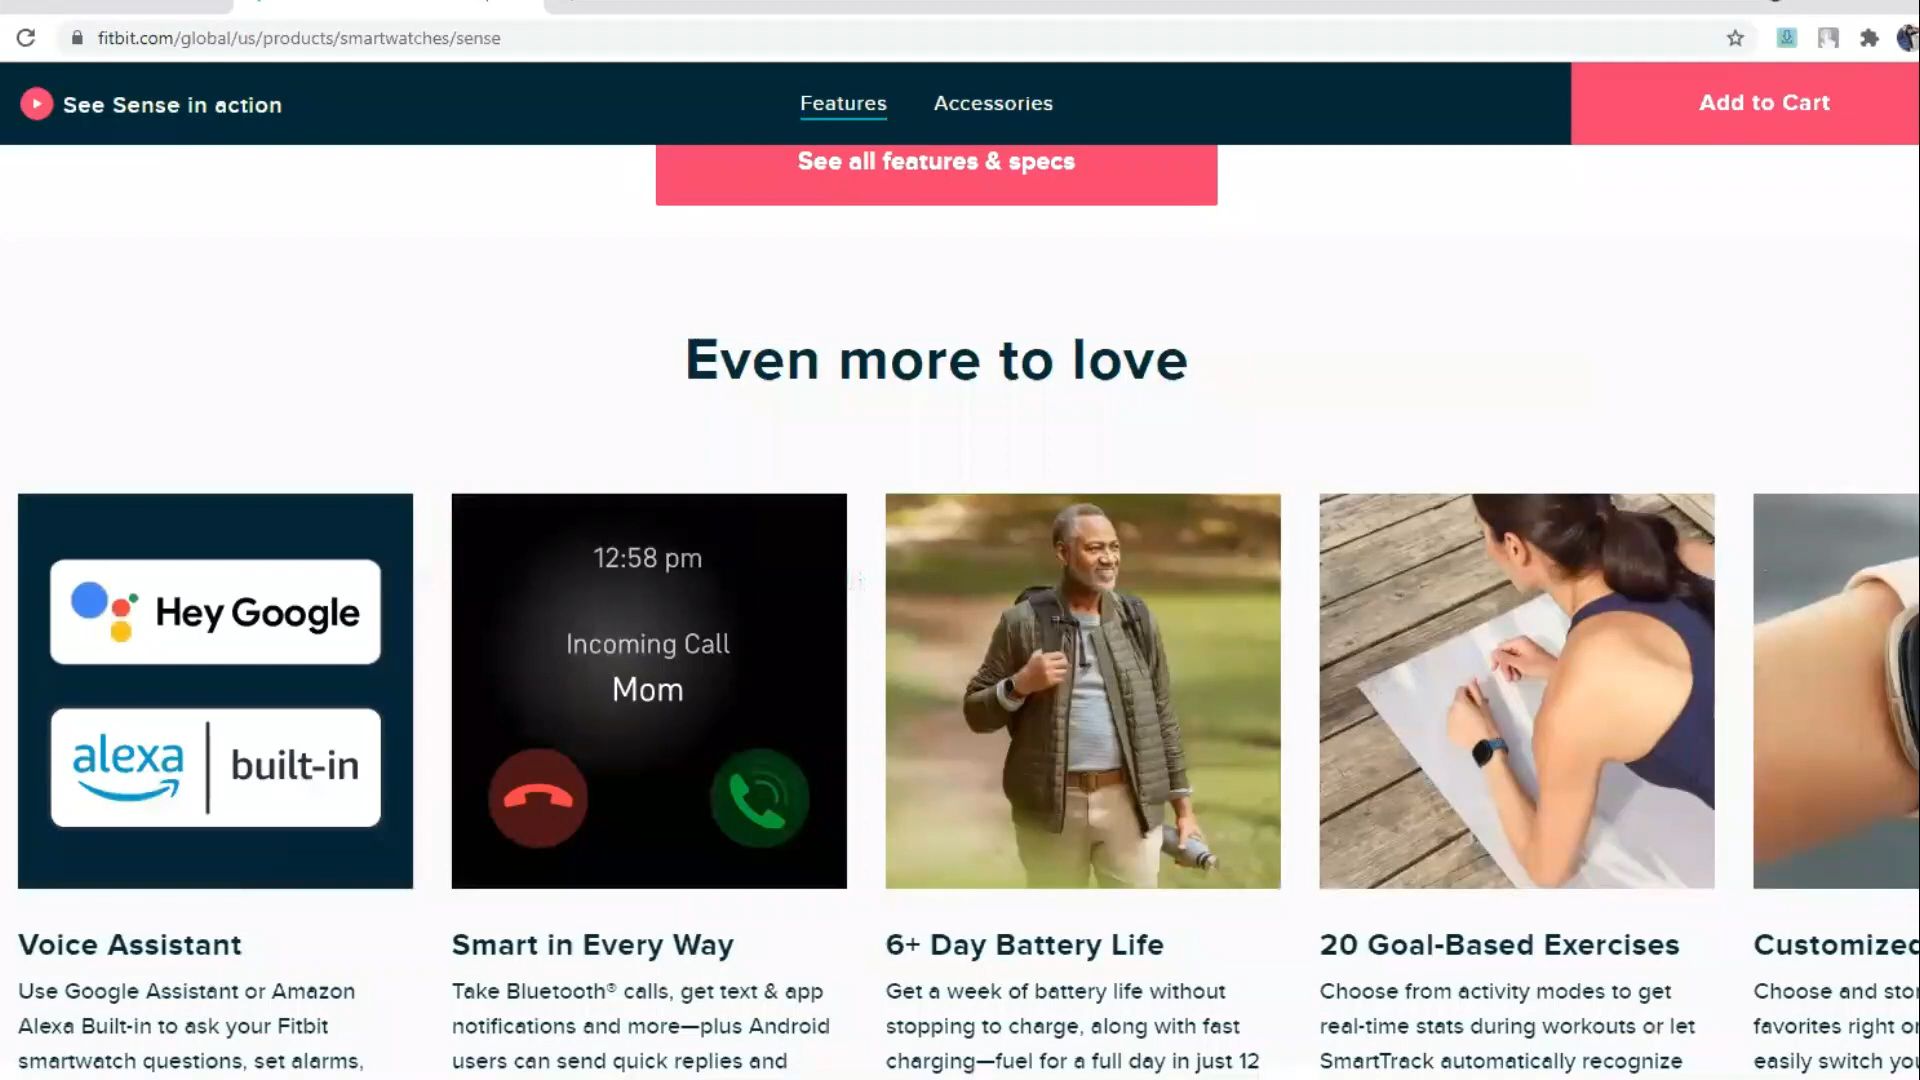 fitbit.com/global/us/products/smartwatches/sense
See Sense in action
Features
Accessories
Add to Cart
See all features & specs
Even more to love
Hey Google
alexa
built-in
12:58 pm
Incoming Call
Mom
Voice Assistant
Use Google Assistant or Amazon
Alexa Built-in to ask your Fitbit
smartwatch questions, set alarms,
Smart in Every Way
Take Bluetooth® calls, get text & app
notifications and more—plus Android
users can send quick replies and
6+ Day Battery Life
Get a week of battery life without
stopping to charge, along with fast
charging—fuel for a full day in just 12
20 Goal-Based Exercises
Choose from activity modes to get
real-time stats during workouts or let
SmartTrack automatically recognize
Customized
Choose and
favorites right
easily switch